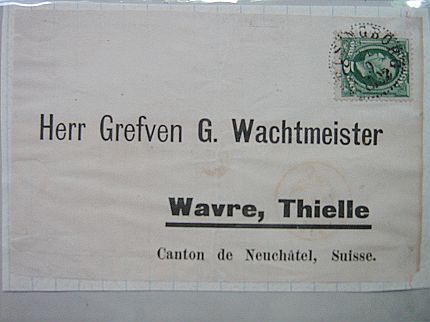 Herr Grefven G. Wachtmeister
Wavre, Thielle
Canton de Neuchâtel, Suisse.